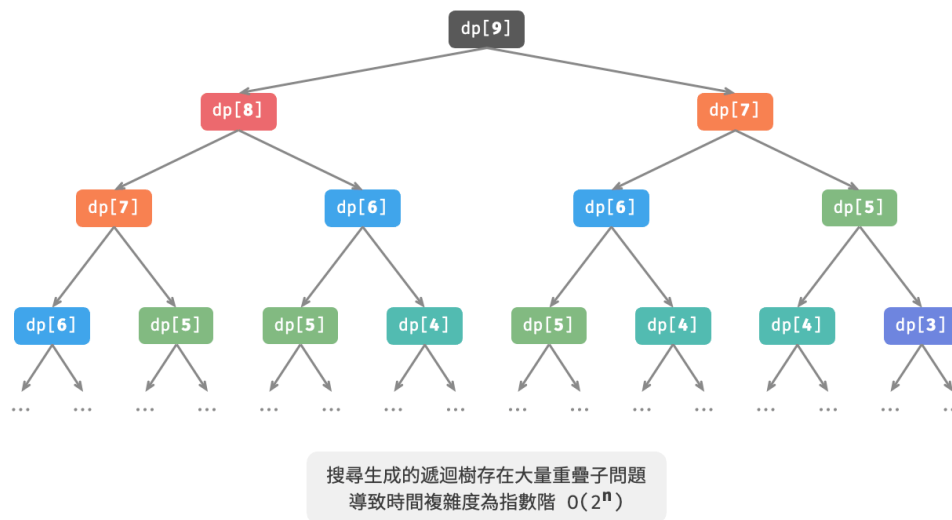 dp[9]
dp[8] dp[7]
dp[7] dp[6] dp[6] dp[5]
dp[6] dp[5] dp[5] dp[4] dp[5] dp[4] dp[4] dp[3]
... ... ... ... ... ... ... ... ... ... ... ... ... ... ... ...
搜尋生成的遞迴樹存在大量重疊子問題
導致時間複雜度為指數階 O(2ⁿ)